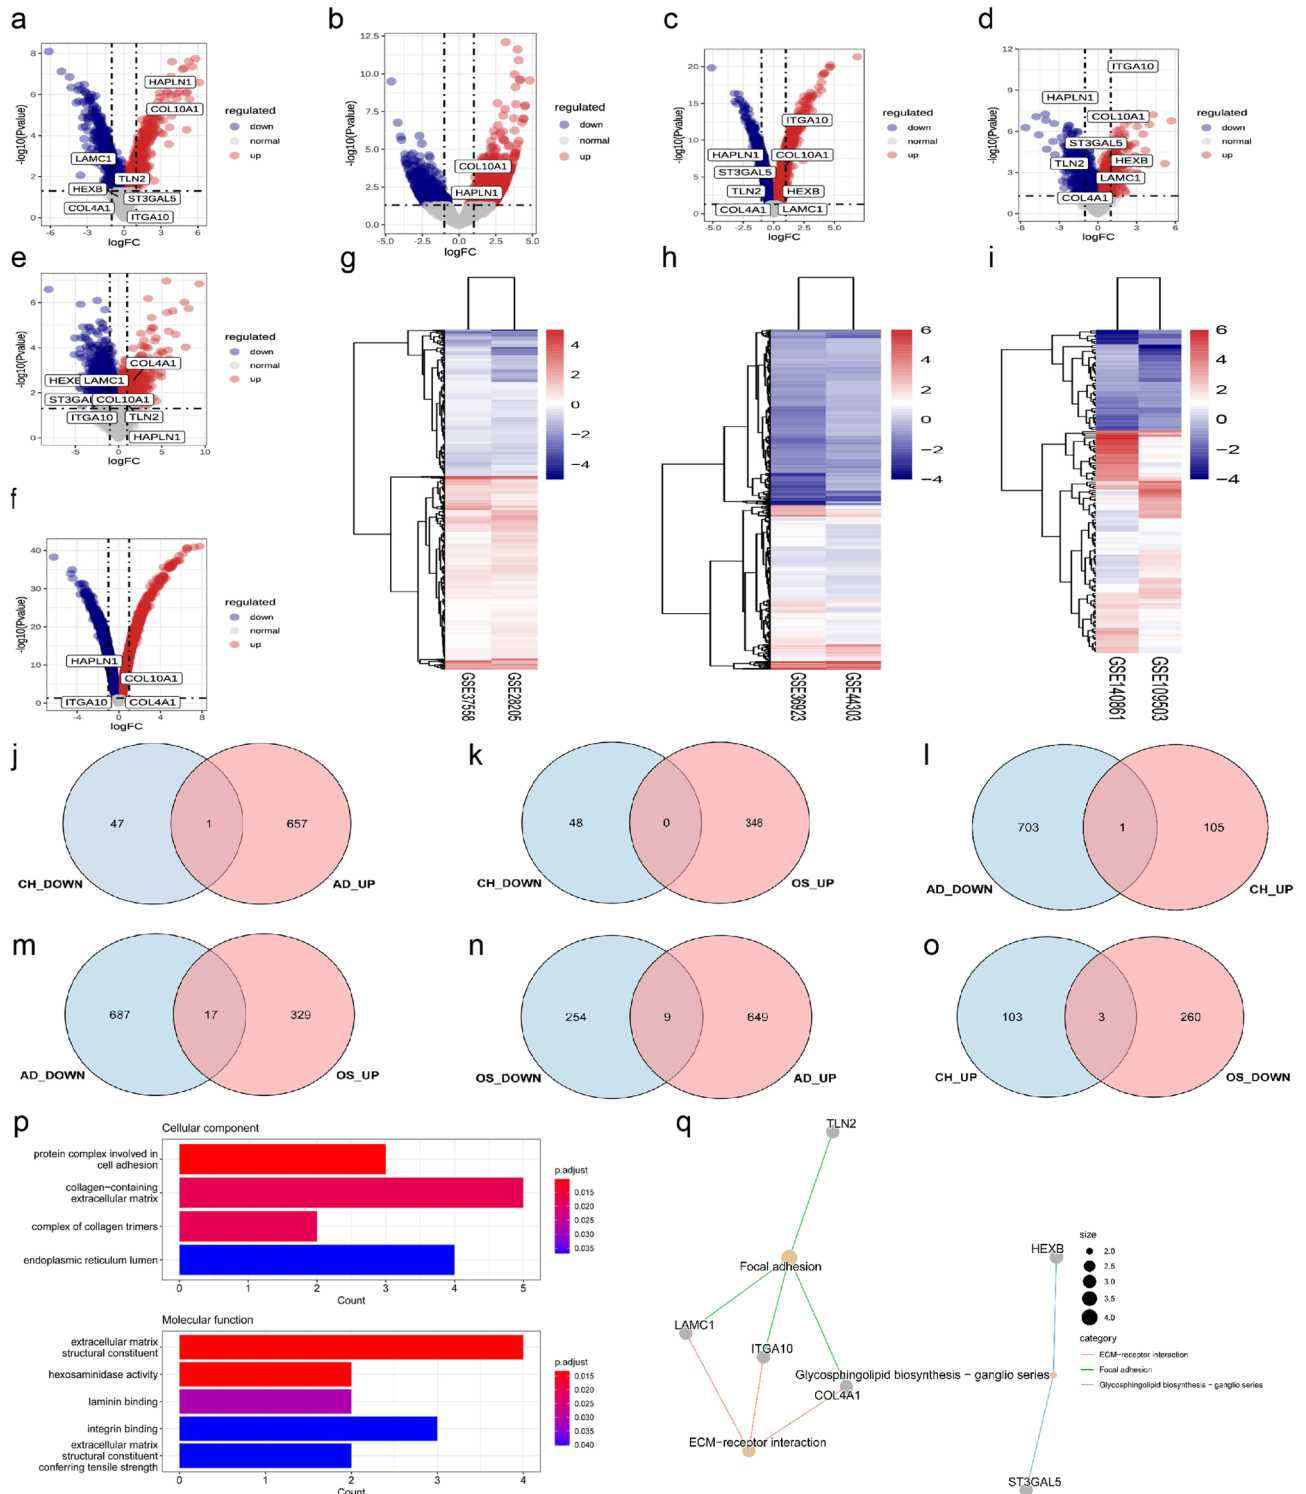 a
8
6
4
2
0
-6
-3
0
3
6
-log10(Pvalue)
logFC
HAPLN1
COL10A1
LAMC1
TLN2
HEXB
ST3GAL5
COL4A1
ITGA10
regulated
down
normal
up
b
12.5
10.0
7.5
5.0
2.5
0.0
-5.0
-2.5
0.0
2.5
5.0
-log10(Pvalue)
logFC
COL10A1
HAPLN1
regulated
down
normal
up
c
20
15
10
5
0
-5.0
-2.5
0.0
2.5
5.0
-log10(Pvalue)
logFC
ITGA10
HAPLN1
COL10A1
ST3GAL5
TLN2
HEXB
COL4A1
LAMC1
regulated
down
normal
up
d
12
9
6
3
0
-6
-3
0
3
6
-log10(Pvalue)
logFC
ITGA10
HAPLN1
COL10A1
ST3GAL5
HEXB
TLN2
LAMC1
COL4A1
regulated
down
normal
up
e
6
4
2
0
-5
0
5
10
-log10(Pvalue)
logFC
COL4A1
HEXB
LAMC1
ST3GAL
COL10A1
ITGA10
TLN2
HAPLN1
regulated
down
normal
up
f
40
30
20
10
0
-4
0
4
8
-log10(Pvalue)
logFC
HAPLN1
COL10A1
ITGA10
COL4A1
regulated
down
normal
up
g
4
2
0
−2
−4
GSE37558
GSE28205
h
6
4
2
0
−2
−4
GSE36923
GSE44303
i
6
4
2
0
−2
−4
GSE140861
GSE109503
j
47
1
657
CH_DOWN
AD_UP
k
48
0
346
CH_DOWN
OS_UP
l
703
1
105
AD_DOWN
CH_UP
m
687
17
329
AD_DOWN
OS_UP
n
254
9
649
OS_DOWN
AD_UP
o
103
3
260
CH_UP
OS_DOWN
p
Cellular component
protein complex involved in
cell adhesion
collagen−containing
extracellular matrix
complex of collagen trimers
endoplasmic reticulum lumen
0
1
2
3
4
5
Count
p.adjust
0.015
0.020
0.025
0.030
0.035
Molecular function
extracellular matrix
structural constituent
hexosaminidase activity
laminin binding
integrin binding
extracellular matrix
structural constituent
conferring tensile strength
0
1
2
3
4
Count
p.adjust
0.015
0.020
0.025
0.030
0.035
0.040
q
TLN2
Focal adhesion
LAMC1
ITGA10
Glycosphingolipid biosynthesis − ganglio series
COL4A1
ECM−receptor interaction
HEXB
ST3GAL5
size
2.0
2.5
3.0
3.5
4.0
category
ECM−receptor interaction
Focal adhesion
Glycosphingolipid biosynthesis − ganglio series